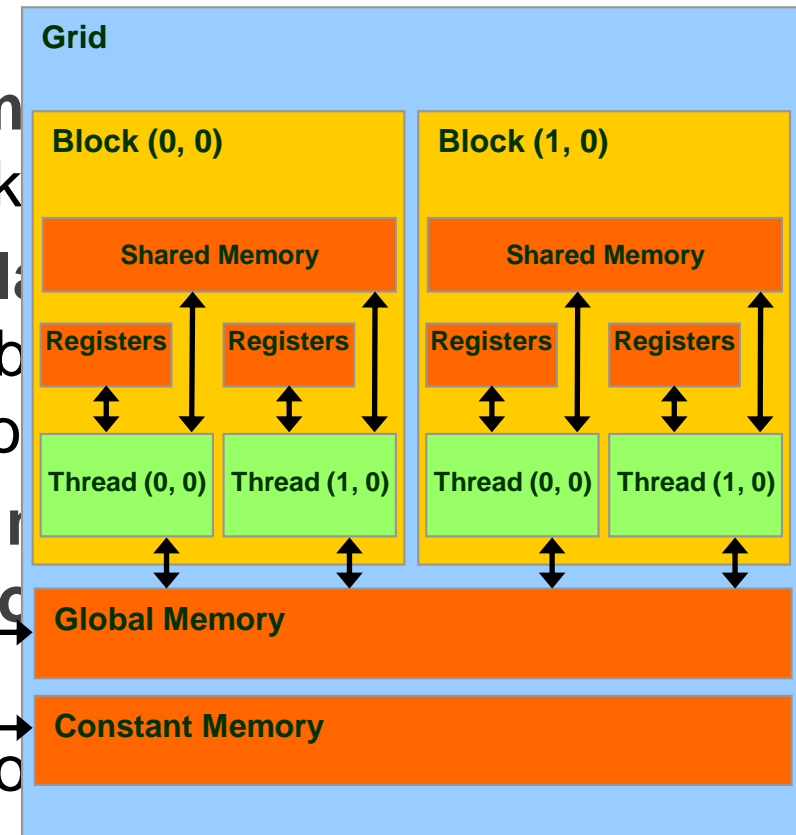 Grid
Block (0, 0)
Block (1, 0)
Shared Memory
Shared Memory
Registers
Registers
Registers
Registers
Thread (0, 0)
Thread (1, 0)
Thread (0, 0)
Thread (1, 0)
Global Memory
Constant Memory